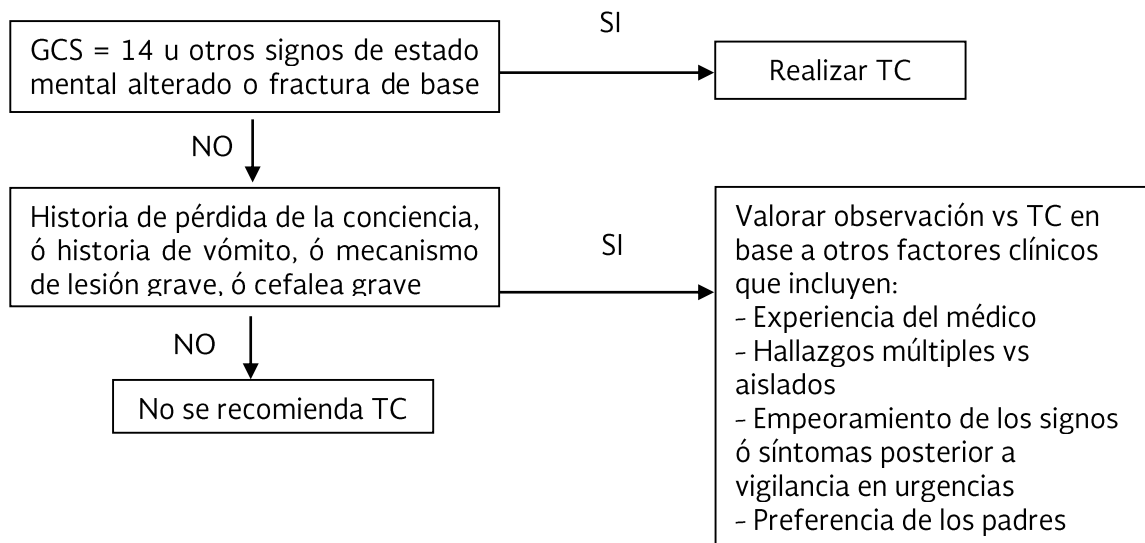 GCS = 14 u otros signos de estado
mental alterado o fractura de base
SI
Realizar TC
NO
Historia de pérdida de la conciencia,
ó historia de vómito, ó mecanismo
de lesión grave, ó cefalea grave
SI
Valorar observación vs TC en
base a otros factores clínicos
que incluyen:
- Experiencia del médico
- Hallazgos múltiples vs
aislados
- Empeoramiento de los signos
ó síntomas posterior a
vigilancia en urgencias
- Preferencia de los padres
NO
No se recomienda TC